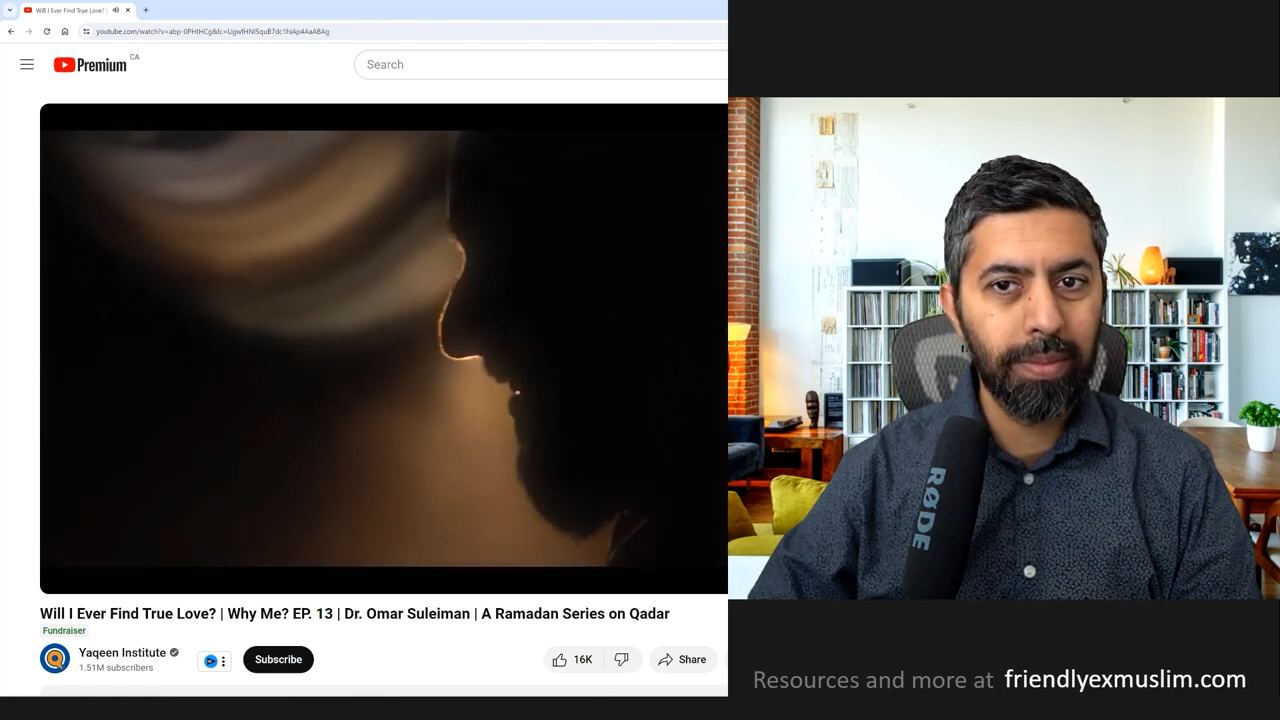 Will I Ever Find True Love? |
youtube.com/watch?v=abp-0PHtHCg&lc=UgwfHNI5quB7dc1hiAp4AaABAg
Premium
CA
Search
RØDE
Will I Ever Find True Love? | Why Me? EP. 13 | Dr. Omar Suleiman | A Ramadan Series on Qadar
Fundraiser
Yaqeen Institute
1.51M subscribers
Subscribe
16K
Share
Resources and more at friendlyexmuslim.com